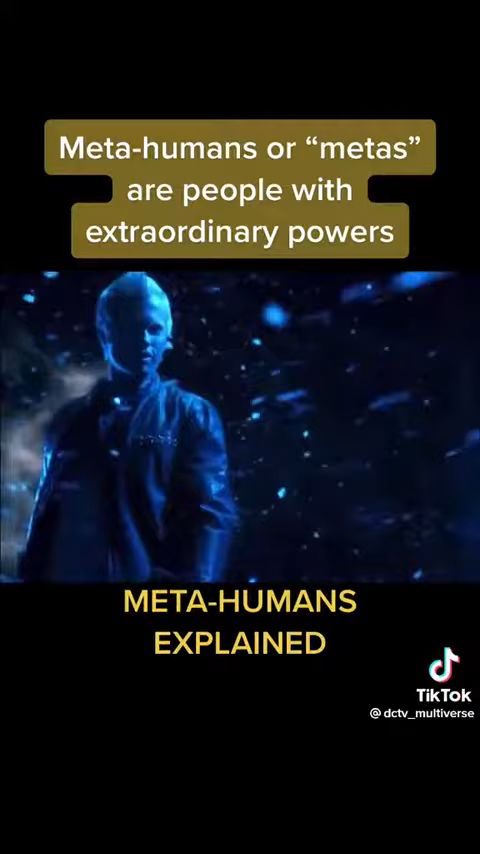 Meta-humans or “metas”
are people with
extraordinary powers
META-HUMANS
EXPLAINED
TikTok
@dctv_multiverse